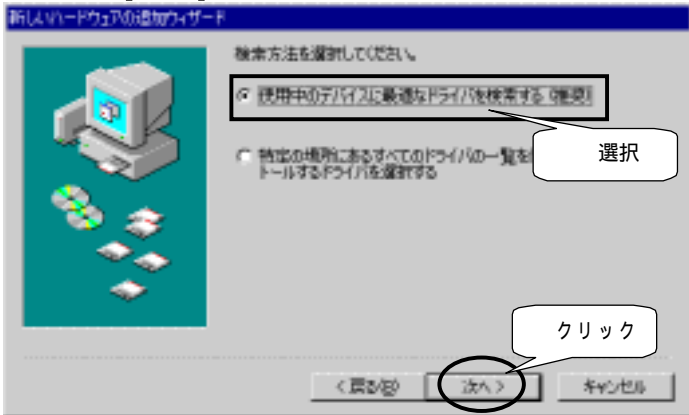 新しいハードウェアの追加ウィザード
検索方法を選択してください。
使用中のデバイスに最適なドライバを検索する (推奨)
選択
特定の場所にあるすべてのドライバの一覧を
トールするドライバを選択する
クリック
< 戻る(B)
次へ >
キャンセル